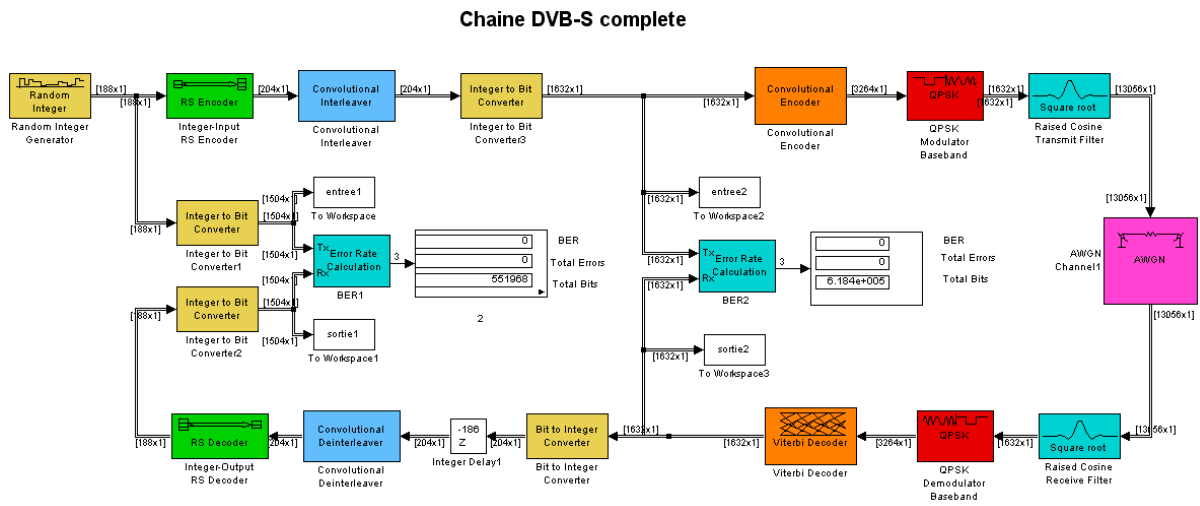 Chaine DVB-S complete
Random
Integer
Random Integer
Generator
[188x1]
[188x1]
RS Encoder
Integer-Input
RS Encoder
[204x1]
Convolutional
Interleaver
Convolutional
Interleaver
[204x1]
Integer to Bit
Converter
Integer to Bit
Converter3
[1632x1]
[1632x1]
Convolutional
Encoder
Convolutional
Encoder
[3264x1]
QPSK
QPSK
Modulator
Baseband
[1632x1]
[1632x1]
Square root
Raised Cosine
Transmit Filter
[13056x1]
[188x1]
Integer to Bit
Converter
Integer to Bit
Converter1
[1504x1]
[1504x1]
[1504x1]
entree1
To Workspace
Tx
Rx
Error Rate
Calculation
BER1
3
0
0
551968
BER
Total Errors
Total Bits
2
[1632x1]
entree2
To Workspace2
[1632x1]
Tx
Rx
Error Rate
Calculation
BER2
3
0
0
6.184e+005
BER
Total Errors
Total Bits
[13056x1]
AWGN
AWGN
Channel1
[13056x1]
[188x1]
Integer to Bit
Converter
Integer to Bit
Converter2
[1504x1]
[1504x1]
[1504x1]
sortie1
To Workspace1
[1632x1]
[1632x1]
sortie2
To Workspace3
[188x1]
RS Decoder
Integer-Output
RS Decoder
[204x1]
Convolutional
Deinterleaver
Convolutional
Deinterleaver
[204x1]
-186
Z
Integer Delay1
[204x1]
Bit to Integer
Converter
Bit to Integer
Converter
[1632x1]
[1632x1]
Viterbi Decoder
Viterbi Decoder
[3264x1]
QPSK
QPSK
Demodulator
Baseband
[1632x1]
Square root
Raised Cosine
Receive Filter
[13056x1]